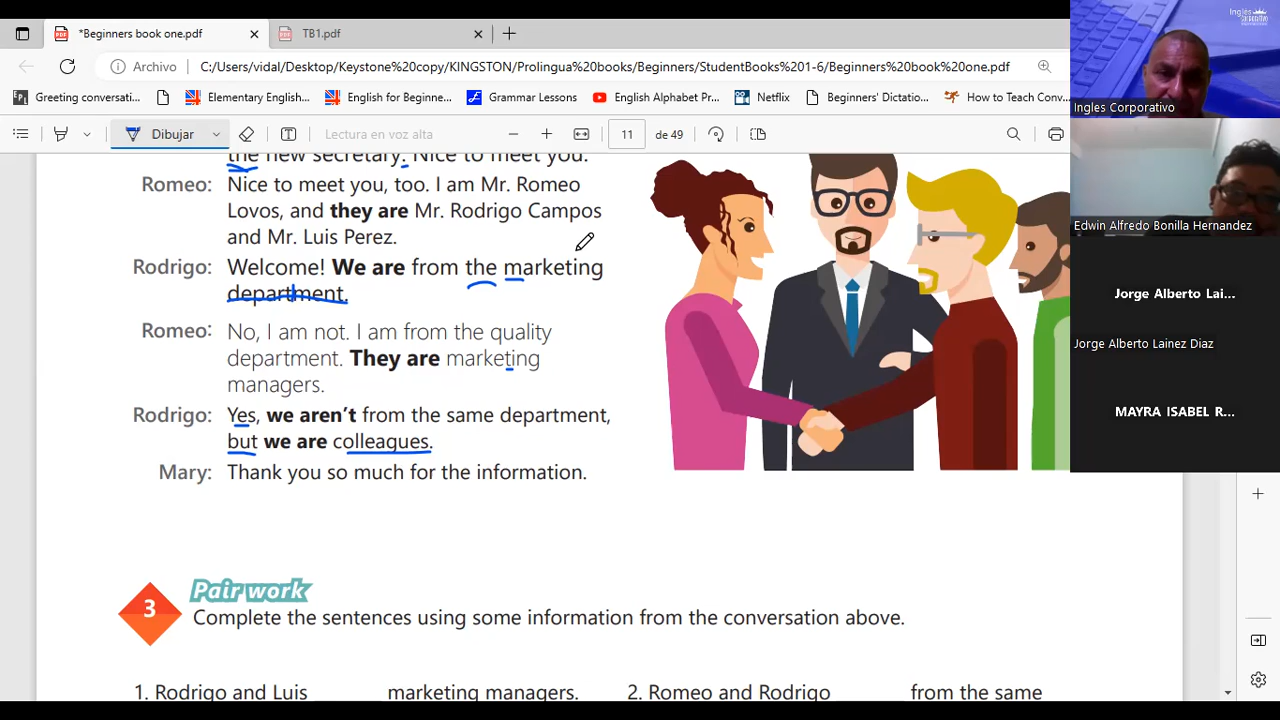 *Beginners book one.pdf
TB1.pdf
Archivo
C:/Users/vidal/Desktop/Keystone%20copy/KINGSTON/Prolingua%20books/Beginners/StudentBooks%201-6/Beginners%20book%20one.pdf
Greeting conversati...
Elementary English...
English for Beginne...
Grammar Lessons
English Alphabet Pr...
Netflix
Beginners' Dictatio...
How to Teach Conv...
Dibujar
Lectura en voz alta
11
de 49
the new secretary. Nice to meet you.
Romeo: Nice to meet you, too. I am Mr. Romeo
Lovos, and they are Mr. Rodrigo Campos
and Mr. Luis Perez.
Rodrigo: Welcome! We are from the marketing
department.
Romeo: No, I am not. I am from the quality
department. They are marketing
managers.
Rodrigo: Yes, we aren't from the same department,
but we are colleagues.
Mary: Thank you so much for the information.
3
Pair work
Complete the sentences using some information from the conversation above.
1. Rodrigo and Luis marketing managers.
2. Romeo and Rodrigo from the same
Ingles Corporativo
Edwin Alfredo Bonilla Hernandez
Jorge Alberto Lai...
Jorge Alberto Lainez Diaz
MAYRA ISABEL R...